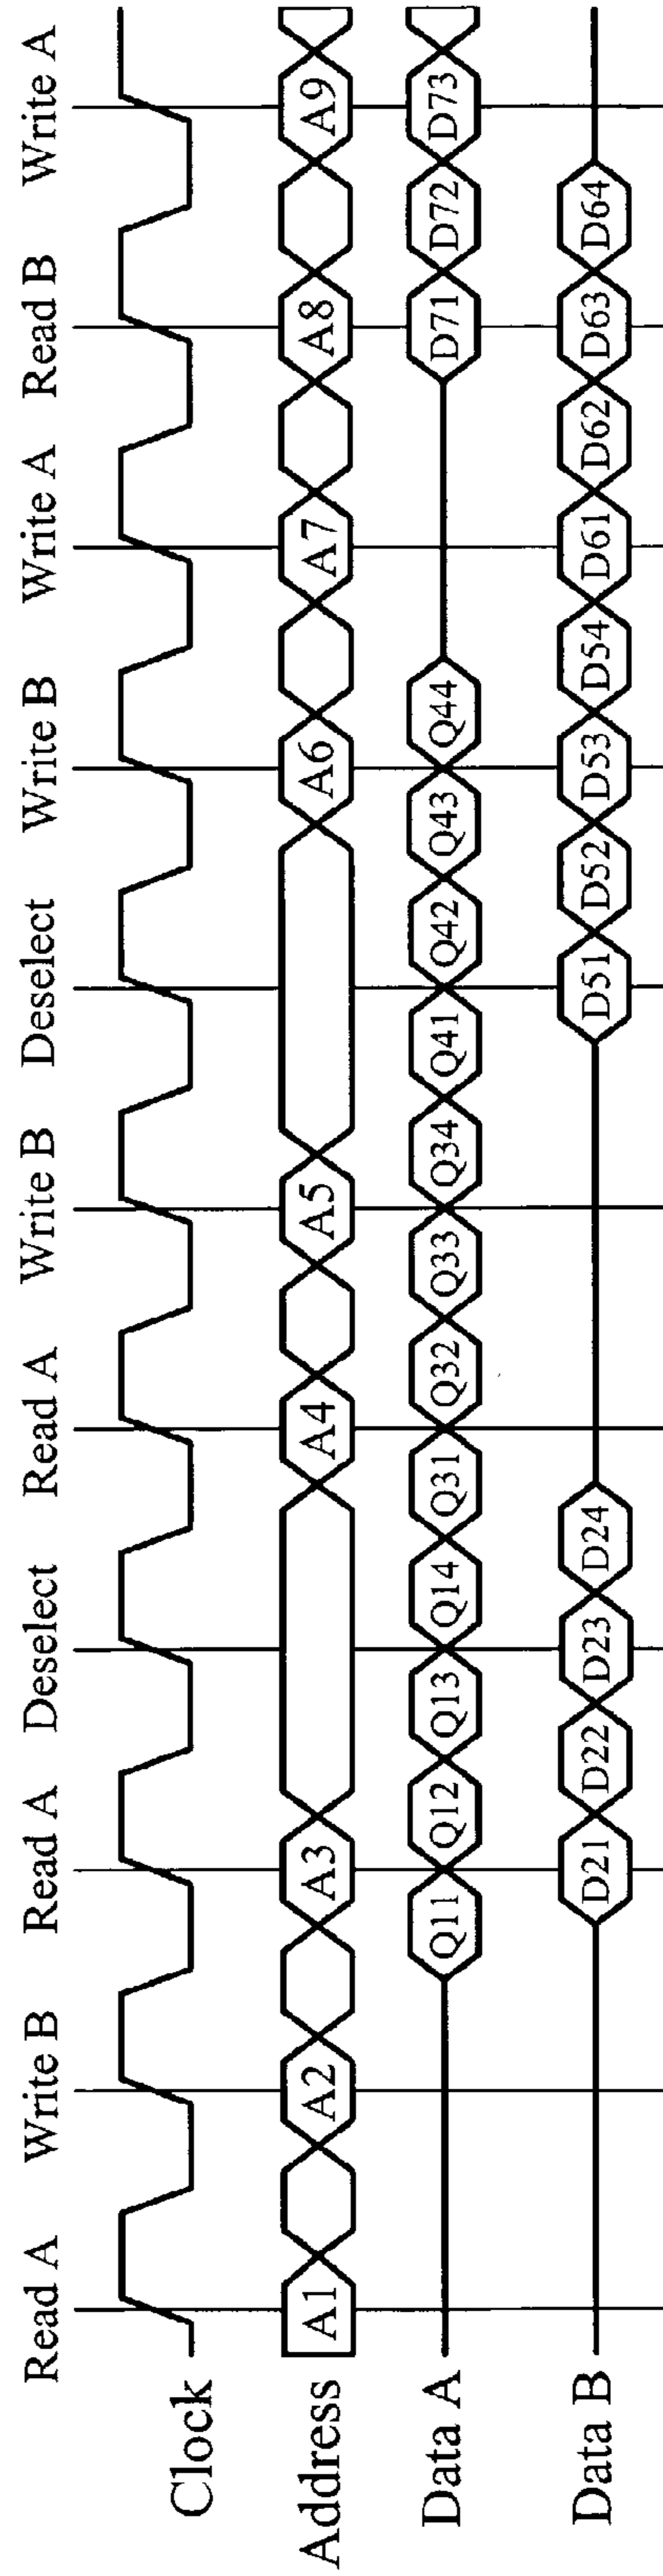 Read A Write B Read A Deselect Read A Write B Deselect Write B Write A Read B Write A
Clock
Address A1 A2 A3 A4 A5 A6 A7 A8 A9
Data A Q11 Q12 Q13 Q14 Q31 Q32 Q33 Q34 Q41 Q42 Q43 Q44 D71 D72 D73
Data B D21 D22 D23 D24 D51 D52 D53 D54 D61 D62 D63 D64